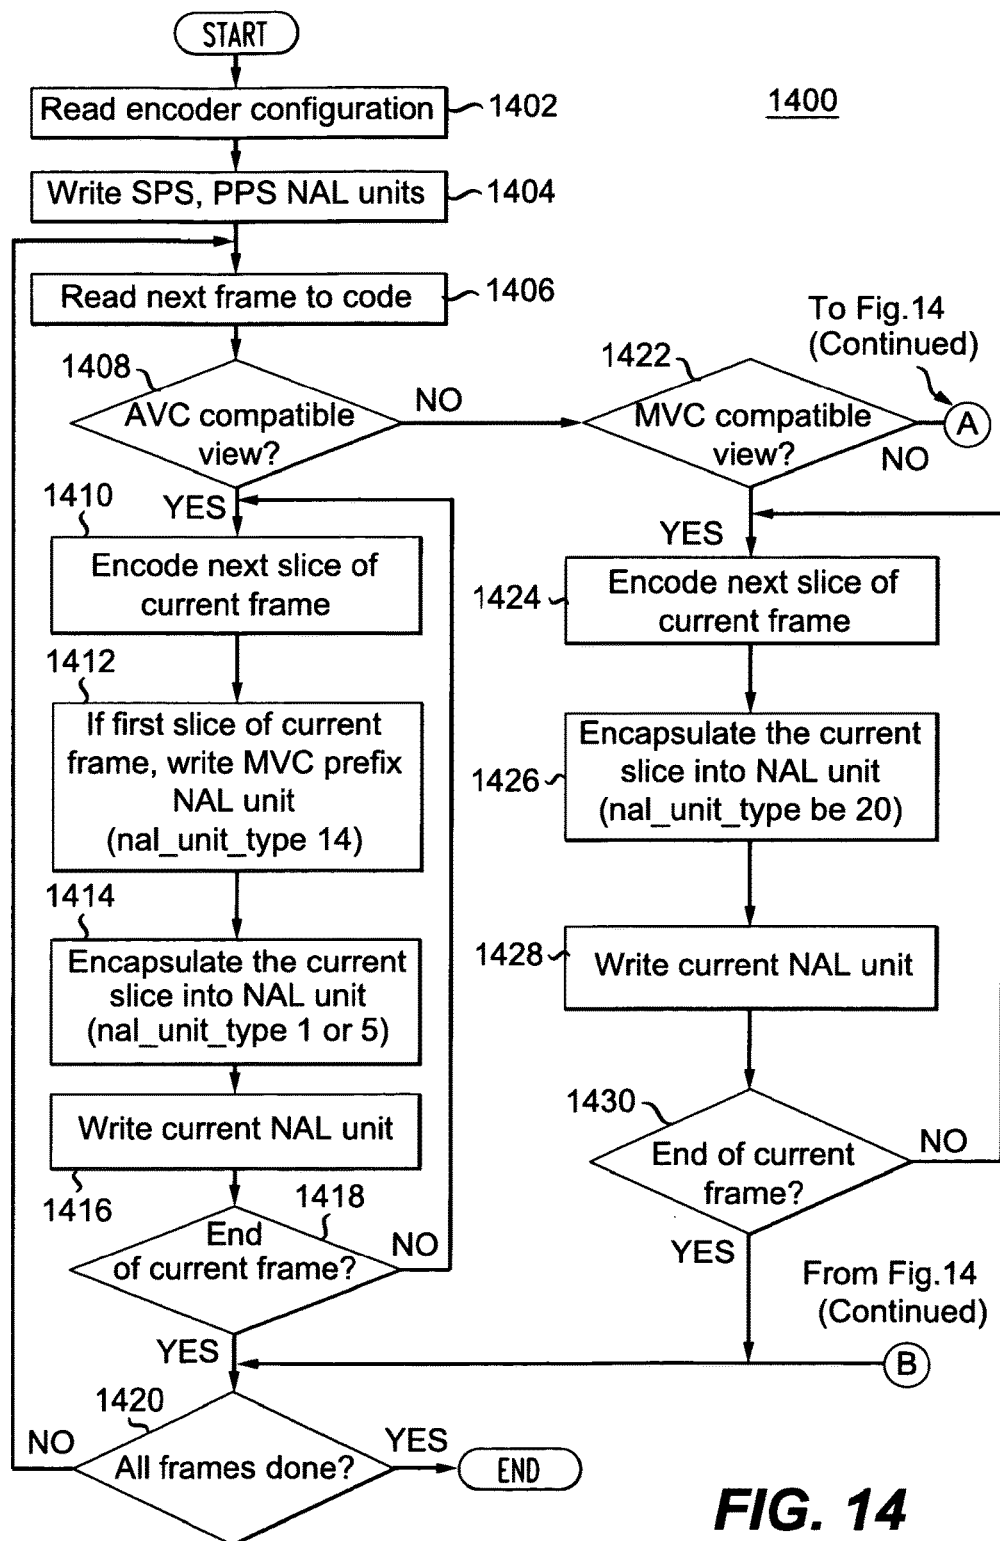 START
Read encoder configuration
1402
1400
Write SPS, PPS NAL units
1404
Read next frame to code
1406
To Fig.14
(Continued)
1408
AVC compatible
view?
NO
1422
MVC compatible
view?
NO
A
YES
1410
Encode next slice of
current frame
YES
1424
Encode next slice of
current frame
1412
If first slice of current
frame, write MVC prefix
NAL unit
(nal_unit_type 14)
1426
Encapsulate the current
slice into NAL unit
(nal_unit_type be 20)
1414
Encapsulate the current
slice into NAL unit
(nal_unit_type 1 or 5)
1428
Write current NAL unit
Write current NAL unit
1416
1430
End of current
frame?
NO
YES
1418
End
of current frame?
NO
YES
From Fig.14
(Continued)
B
1420
All frames done?
NO
YES
END
FIG. 14